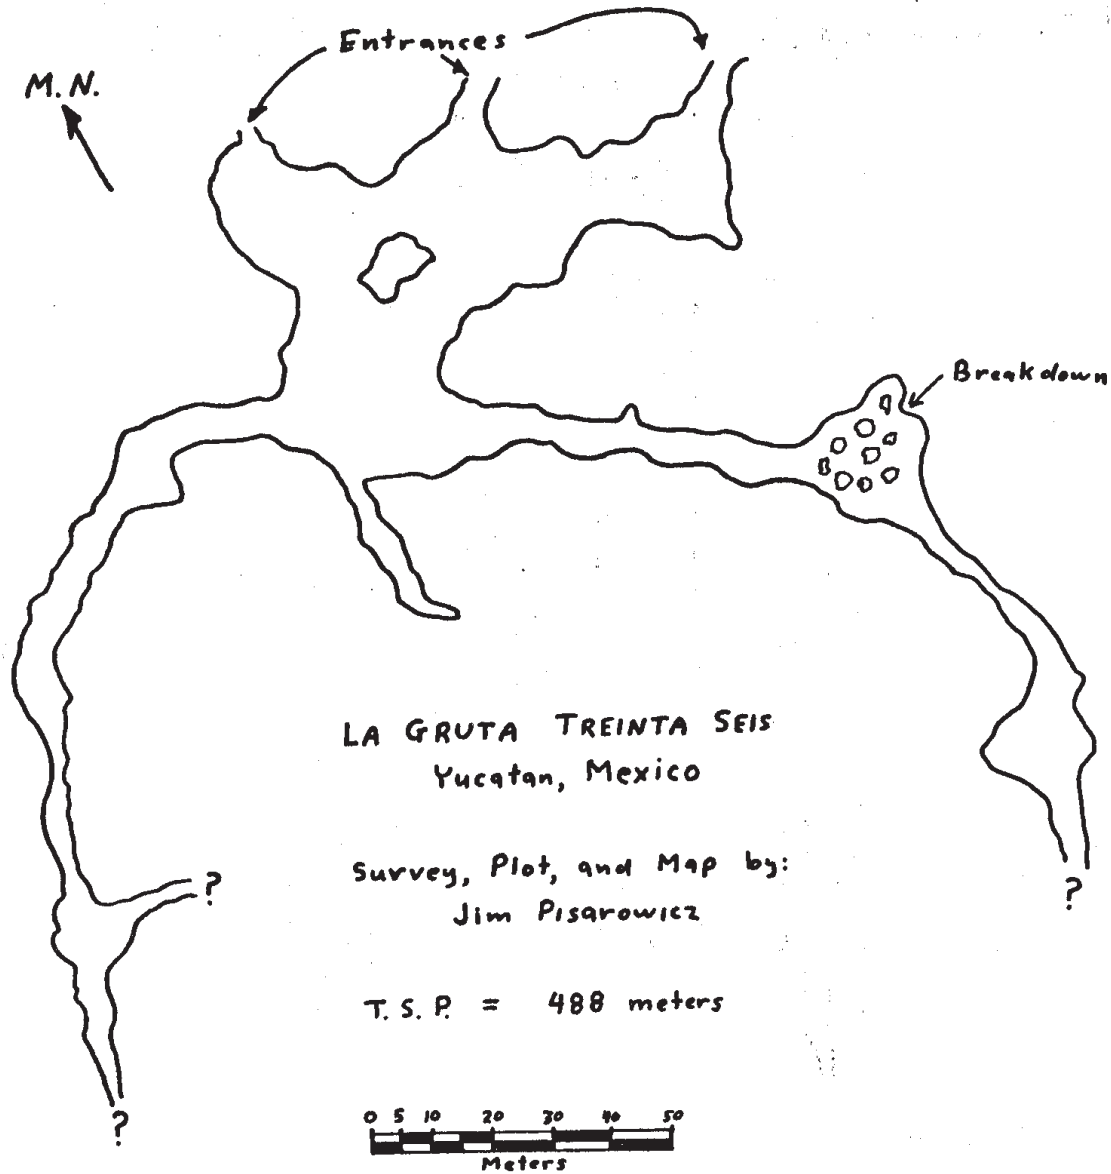 Entrances
M.N.
Breakdown
LA GRUTA TREINTA SEIS
Yucatan, Mexico
Survey, Plot, and Map by:
Jim Pisarowicz
?
?
?
T.S.P. = 488 meters
0 5 10 20 30 40 50
Meters
?